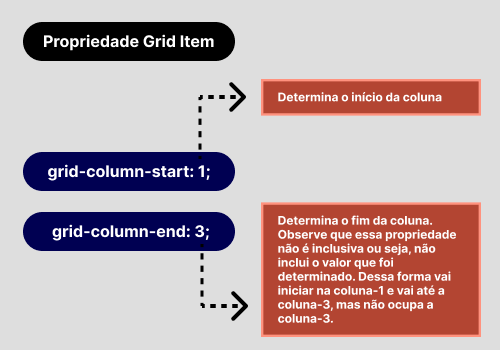 Propriedade Grid Item
Determina o início da coluna
grid-column-start: 1;
grid-column-end: 3;
Determina o fim da coluna.
Observe que essa propriedade
não é inclusiva ou seja, não
inclui o valor que foi
determinado. Dessa forma vai
iniciar na coluna-1 e vai até a
coluna-3, mas não ocupa a
coluna-3.